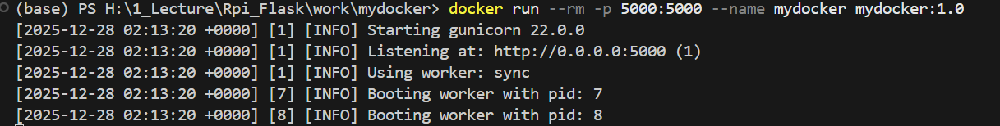 (base) PS H:\1_Lecture\Rpi_Flask\work\mydocker> docker run --rm -p 5000:5000 --name mydocker mydocker:1.0
[2025-12-28 02:13:20 +0000] [1] [INFO] Starting gunicorn 22.0.0
[2025-12-28 02:13:20 +0000] [1] [INFO] Listening at: http://0.0.0.0:5000 (1)
[2025-12-28 02:13:20 +0000] [1] [INFO] Using worker: sync
[2025-12-28 02:13:20 +0000] [7] [INFO] Booting worker with pid: 7
[2025-12-28 02:13:20 +0000] [8] [INFO] Booting worker with pid: 8